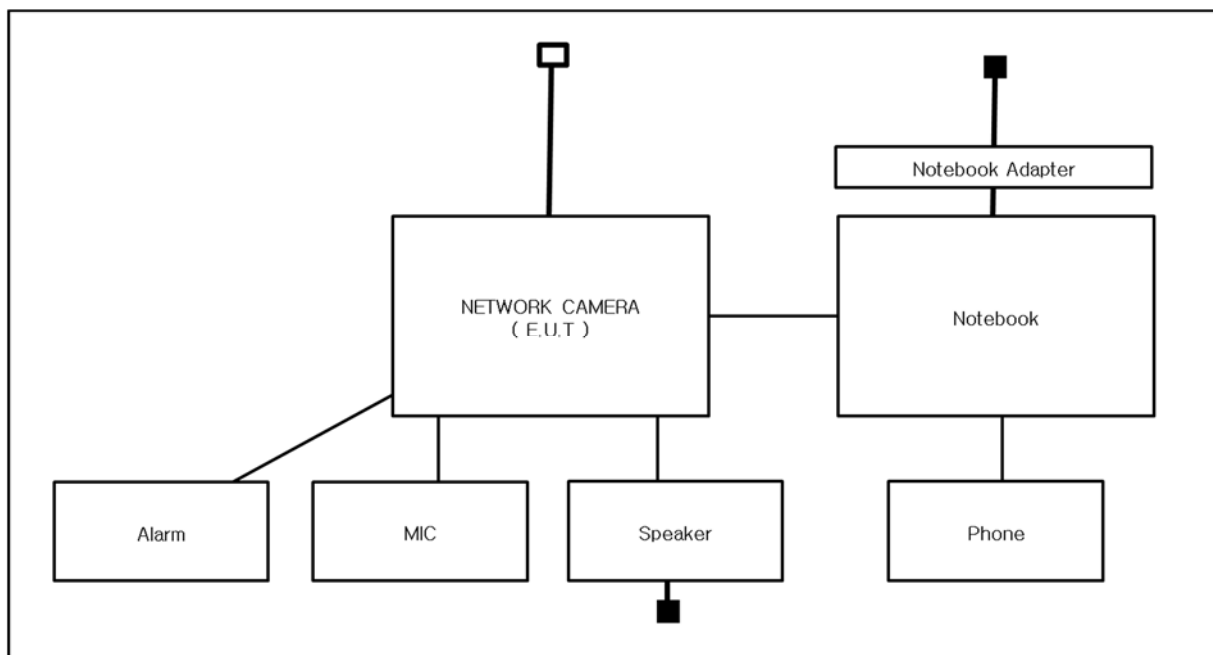 Notebook Adapter
NETWORK CAMERA
( E.U.T )
Notebook
Alarm
MIC
Speaker
Phone